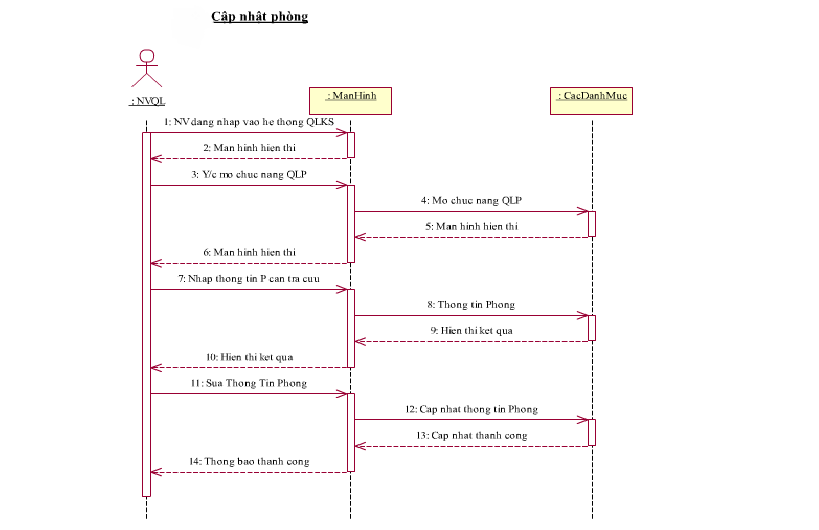 Câp nhât phòng
: NVQL
: ManHinh
: CacDanhMuc
1: NV dang nhap vao he thong QLKS
2: Man hinh hien thi
3: Y/c mo chuc nang QLP
4: Mo chuc nang QLP
5: Man hinh hien thi
6: Man hinh hien thi
7: Nhap thong tin P can tra cuu
8: Thong tin Phong
9: Hien thi ket qua
10: Hien thi ket qua
11: Sua Thong Tin Phong
12: Cap nhat thong tin Phong
13: Cap nhat thanh cong
14: Thong bao thanh cong